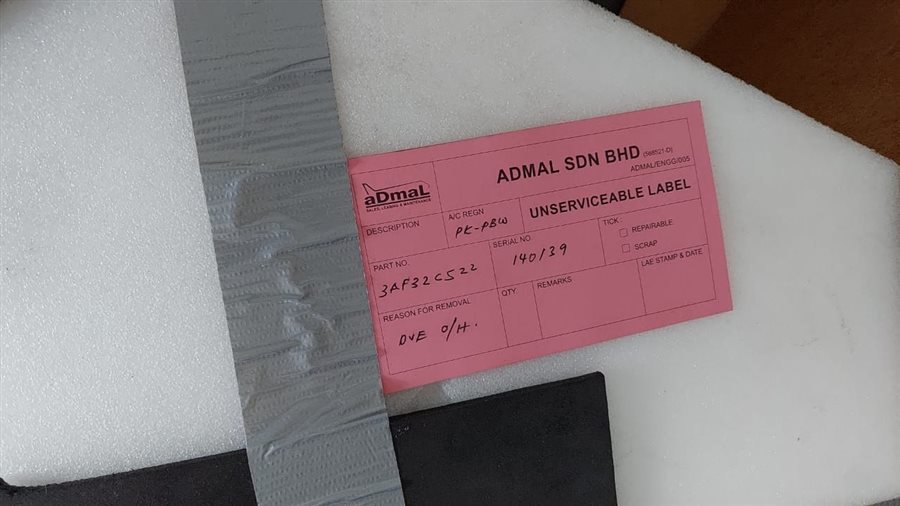 aDmaL
SALES, LEASING & MAINTENANCE
ADMAL SDN BHD (566521-D)
ADMAL/ENGG/005
UNSERVICEABLE LABEL
DESCRIPTION
A/C REGN
PK-PBW
PART NO.
3AF32C522
SERIAL NO.
140139
TICK
REPAIRABLE
SCRAP
REASON FOR REMOVAL
DUE O/H.
QTY.
REMARKS
LAE STAMP & DATE